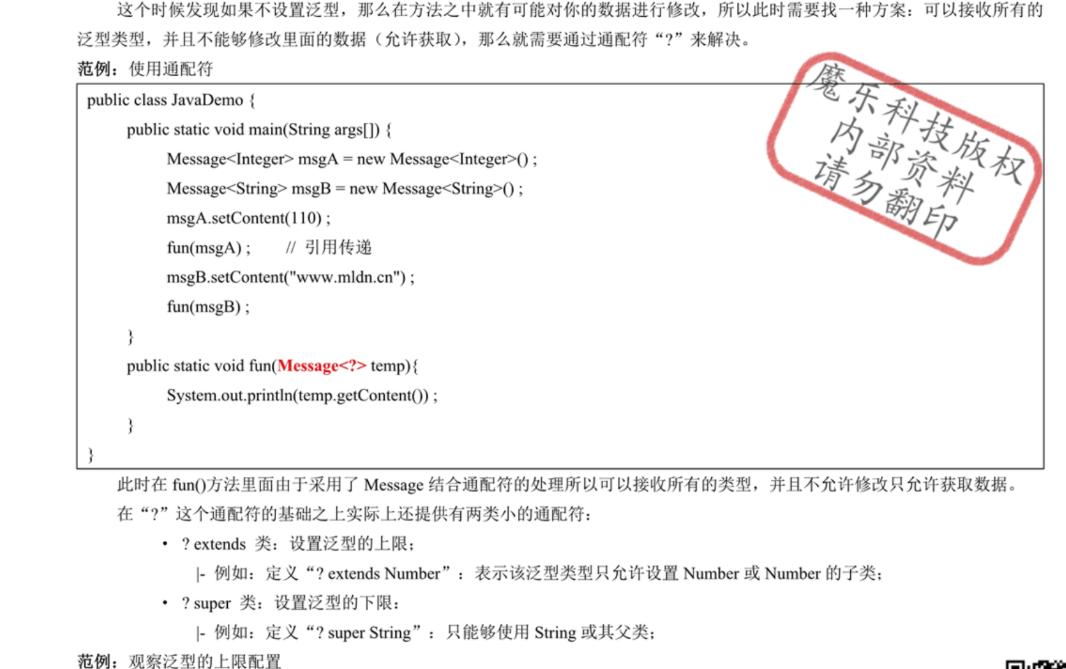 这个时候发现如果不设置泛型，那么在方法之中就有可能对你的数据进行修改，所以此时需要找一种方案：可以接收所有的
泛型类型，并且不能够修改里面的数据（允许获取），那么就需要通过通配符“?”来解决。
范例：使用通配符
public class JavaDemo {
public static void main(String args[]) {
Message<Integer> msgA = new Message<Integer>() ;
Message<String> msgB = new Message<String>() ;
msgA.setContent(110) ;
fun(msgA) ; // 引用传递
msgB.setContent("www.mldn.cn") ;
fun(msgB) ;
}
public static void fun(Message<?> temp){
System.out.println(temp.getContent()) ;
}
}
魔乐科技版权
内部资料
请勿翻印
此时在 fun()方法里面由于采用了 Message 结合通配符的处理所以可以接收所有的类型，并且不允许修改只允许获取数据。
在“?”这个通配符的基础之上实际上还提供有两类小的通配符：
• ? extends 类：设置泛型的上限；
|- 例如：定义“? extends Number”：表示该泛型类型只允许设置 Number 或 Number 的子类；
• ? super 类：设置泛型的下限：
|- 例如：定义“? super String”：只能够使用 String 或其父类；
范例：观察泛型的上限配置